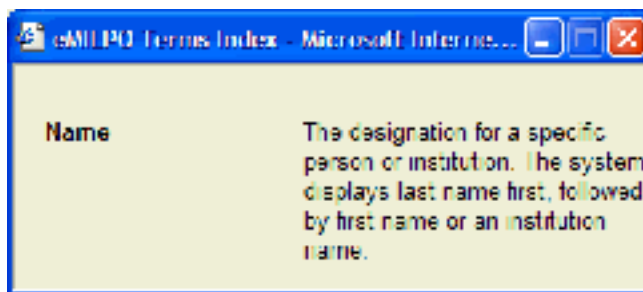 eMILPO Terms Index - Microsoft Interne...
Name
The designation for a specific
person or institution. The system
displays last name first, followed
by first name or an institution
name.